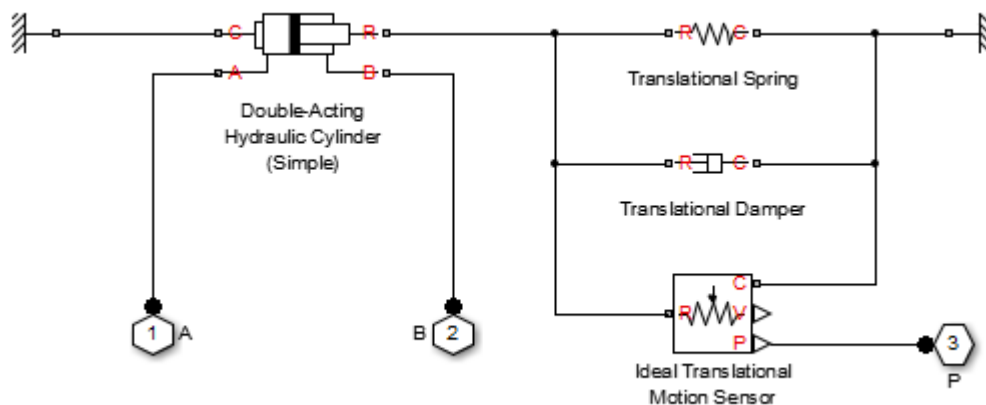 C R R C
A B
Double-Acting
Hydraulic Cylinder
(Simple)
Translational Spring
R C
Translational Damper
C
R V
P
Ideal Translational
Motion Sensor
1 A
B 2
3
P